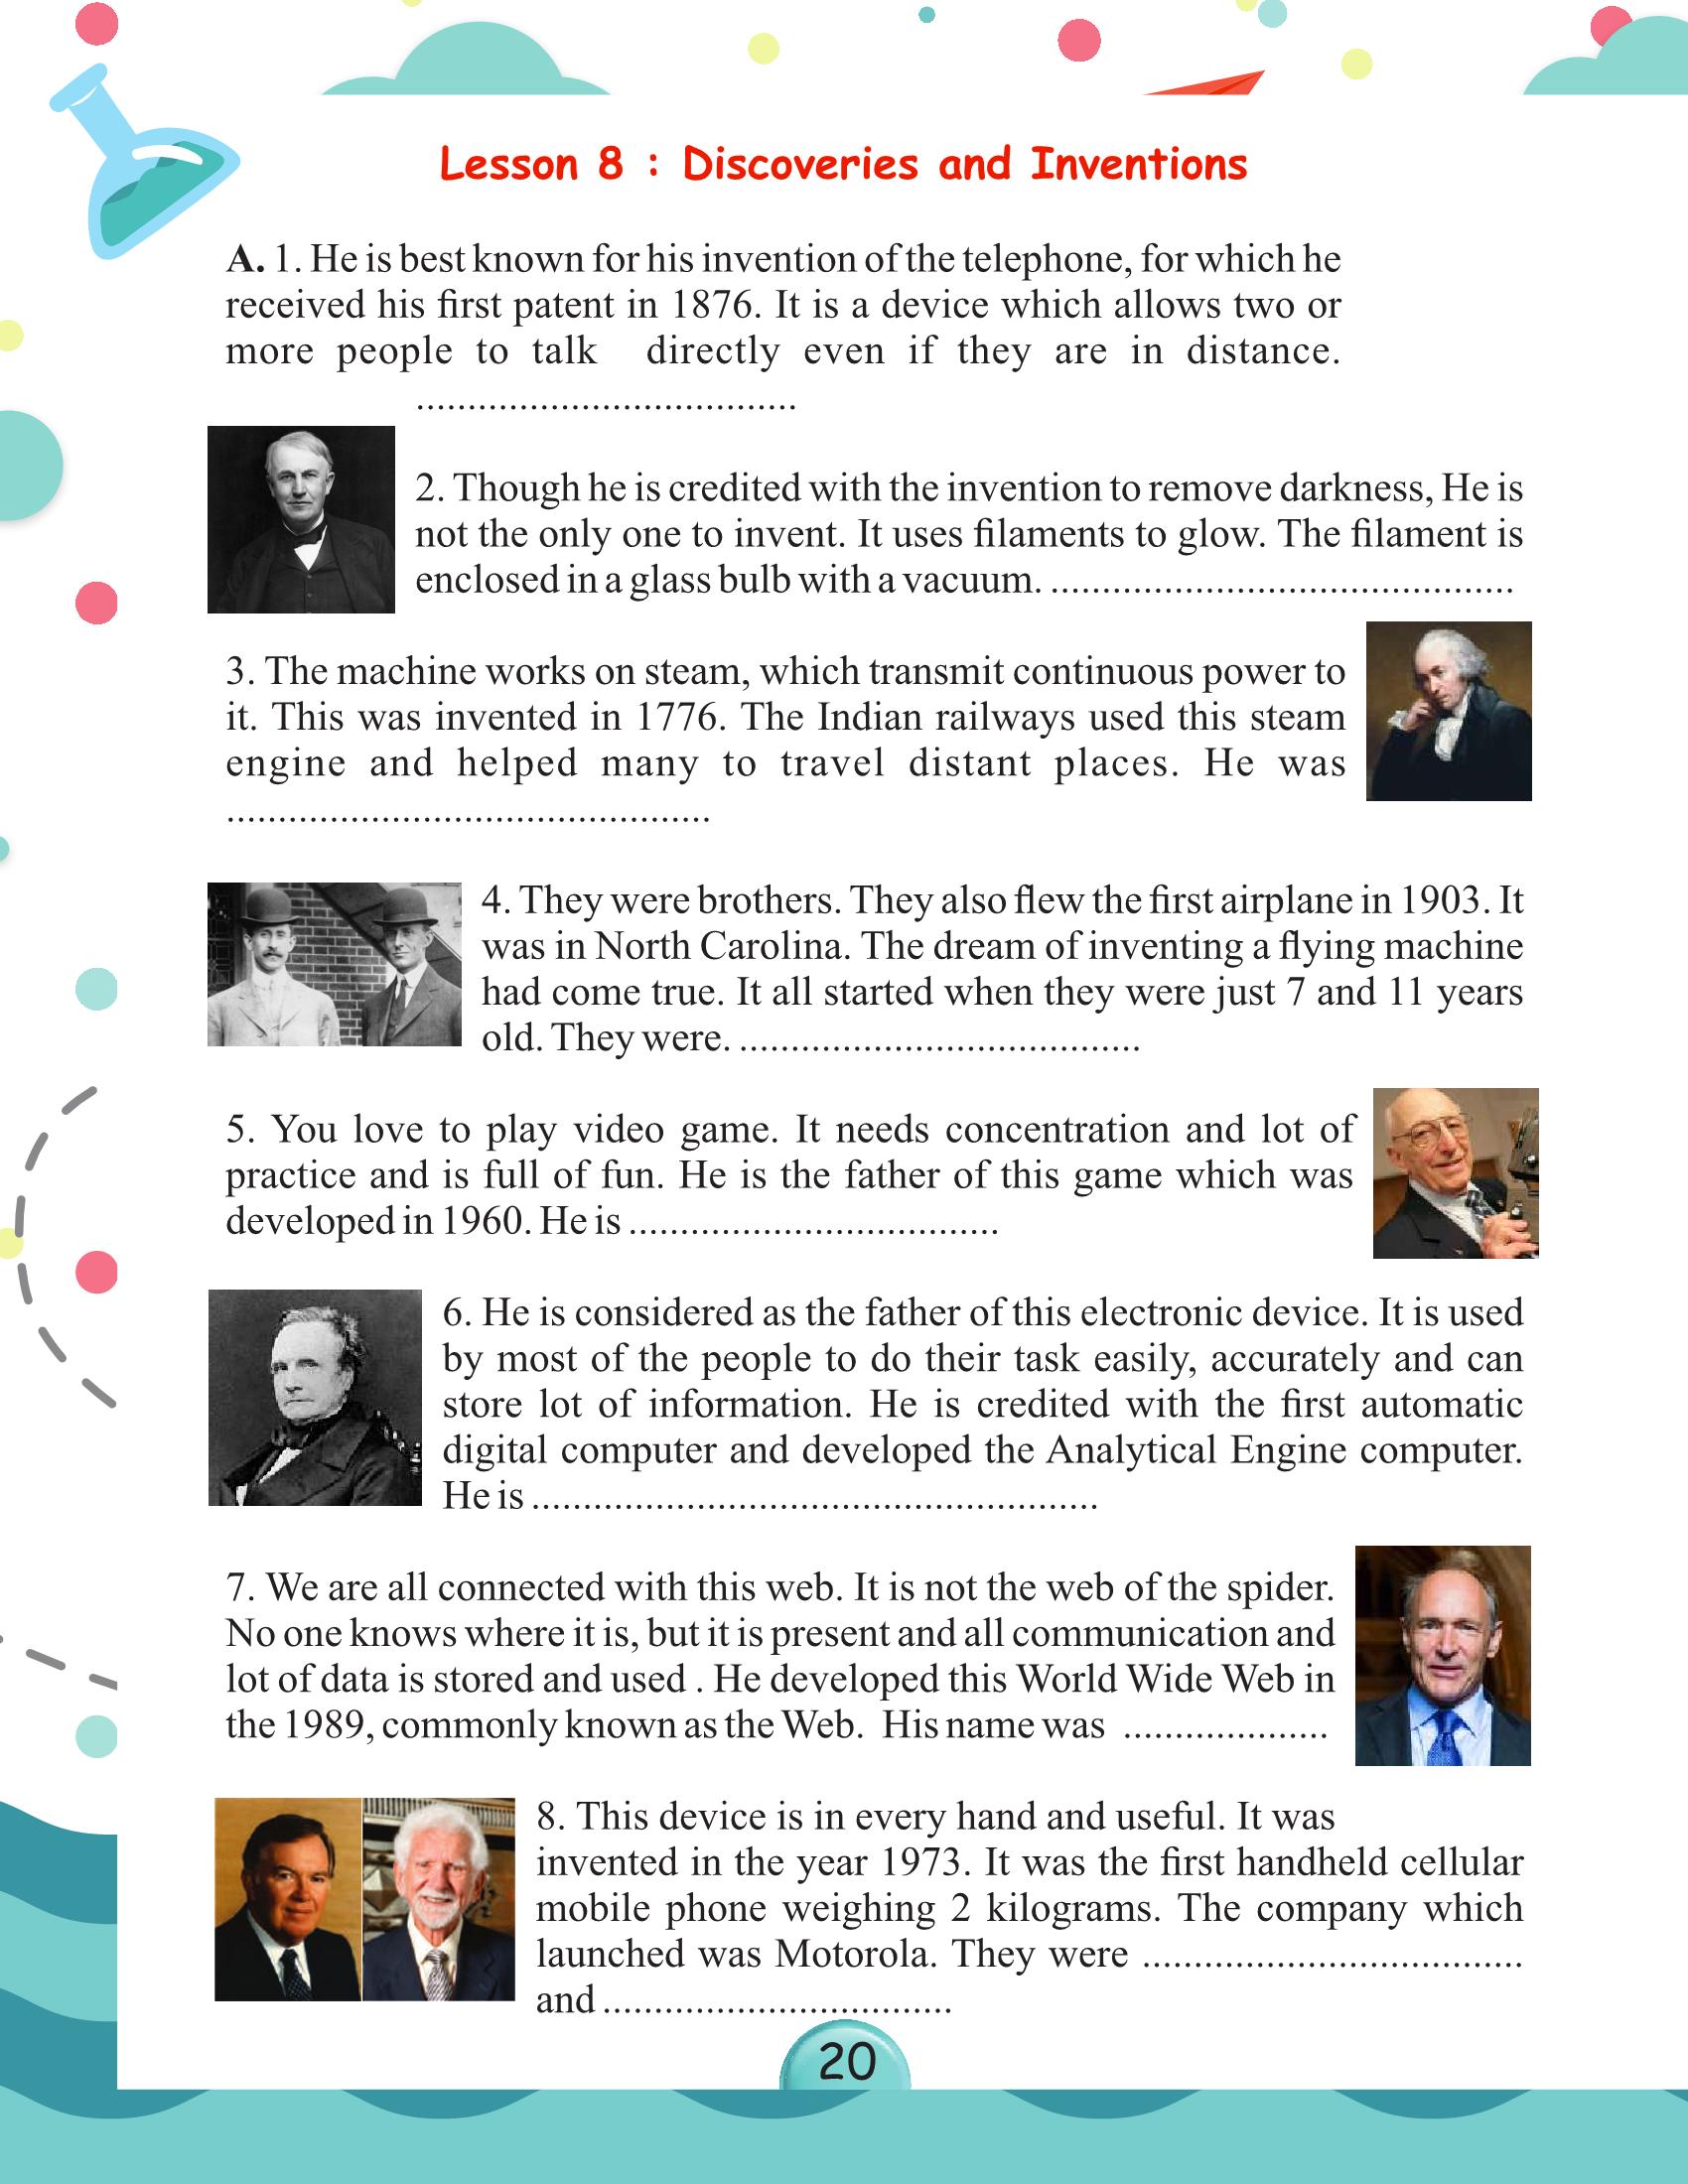 Lesson 8 : Discoveries and Inventions
A. 1. He is best known for his invention of the telephone, for which he
received his first patent in 1876. It is a device which allows two or
more people to talk directly even if they are in distance.
.....................................
2. Though he is credited with the invention to remove darkness, He is
not the only one to invent. It uses filaments to glow. The filament is
enclosed in a glass bulb with a vacuum. .............................................
3. The machine works on steam, which transmit continuous power to
it. This was invented in 1776. The Indian railways used this steam
engine and helped many to travel distant places. He was
...............................................
4. They were brothers. They also flew the first airplane in 1903. It
was in North Carolina. The dream of inventing a flying machine
had come true. It all started when they were just 7 and 11 years
old. They were. .......................................
5. You love to play video game. It needs concentration and lot of
practice and is full of fun. He is the father of this game which was
developed in 1960. He is ....................................
6. He is considered as the father of this electronic device. It is used
by most of the people to do their task easily, accurately and can
store lot of information. He is credited with the first automatic
digital computer and developed the Analytical Engine computer.
He is .......................................................
7. We are all connected with this web. It is not the web of the spider.
No one knows where it is, but it is present and all communication and
lot of data is stored and used . He developed this World Wide Web in
the 1989, commonly known as the Web. His name was ....................
8. This device is in every hand and useful. It was
invented in the year 1973. It was the first handheld cellular
mobile phone weighing 2 kilograms. The company which
launched was Motorola. They were .....................................
and ..................................
20